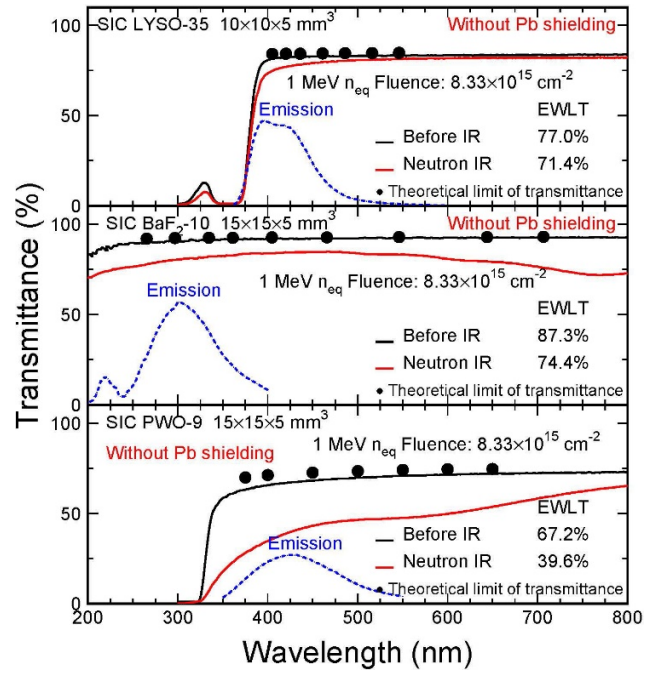 Transmittance (%)
100
50
0
SIC LYSO-35 10×10×5 mm³
Without Pb shielding
1 MeV n_eq Fluence: 8.33×10¹⁵ cm⁻²
Emission
EWLT
Before IR 77.0%
Neutron IR 71.4%
Theoretical limit of transmittance
100
50
0
SIC BaF₂-10 15×15×5 mm³
Without Pb shielding
1 MeV n_eq Fluence: 8.33×10¹⁵ cm⁻²
Emission
EWLT
Before IR 87.3%
Neutron IR 74.4%
Theoretical limit of transmittance
100
50
0
SIC PWO-9 15×15×5 mm³
1 MeV n_eq Fluence: 8.33×10¹⁵ cm⁻²
Without Pb shielding
Emission
EWLT
Before IR 67.2%
Neutron IR 39.6%
Theoretical limit of transmittance
200 300 400 500 600 700 800
Wavelength (nm)